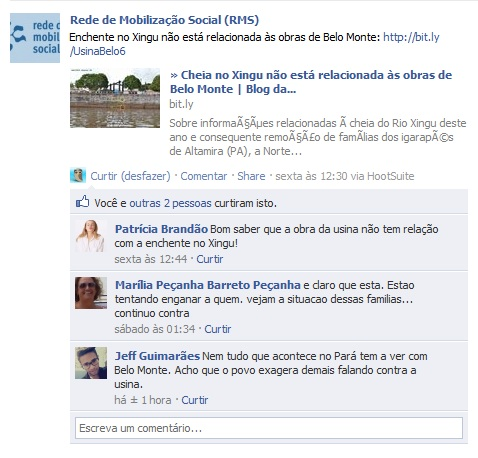 rede de
mobiliz
social
Rede de Mobilização Social (RMS)
Enchente no Xingu não está relacionada às obras de Belo Monte: http://bit.ly
/UsinaBelo6
» Cheia no Xingu não está relacionada às obras de
Belo Monte | Blog da...
bit.ly
Sobre informaÃ§Ãµes relacionadas Ã  cheia do Rio Xingu deste
ano e consequente remoÃ§Ã£o de famÃ­lias dos igarapÃ©s
de Altamira (PA), a Norte...
Curtir (desfazer) · Comentar · Share · sexta às 12:30 via HootSuite
Você e outras 2 pessoas curtiram isto.
Patrícia Brandão Bom saber que a obra da usina não tem relação
com a enchente no Xingu!
sexta às 12:44 · Curtir
Marília Peçanha Barreto Peçanha e claro que esta. Estao
tentando enganar a quem. vejam a situacao dessas familias...
continuo contra
sábado às 01:34 · Curtir
Jeff Guimarães Nem tudo que acontece no Pará tem a ver com
Belo Monte. Acho que o povo exagera demais falando contra a
usina.
há ± 1 hora · Curtir
Escreva um comentário...